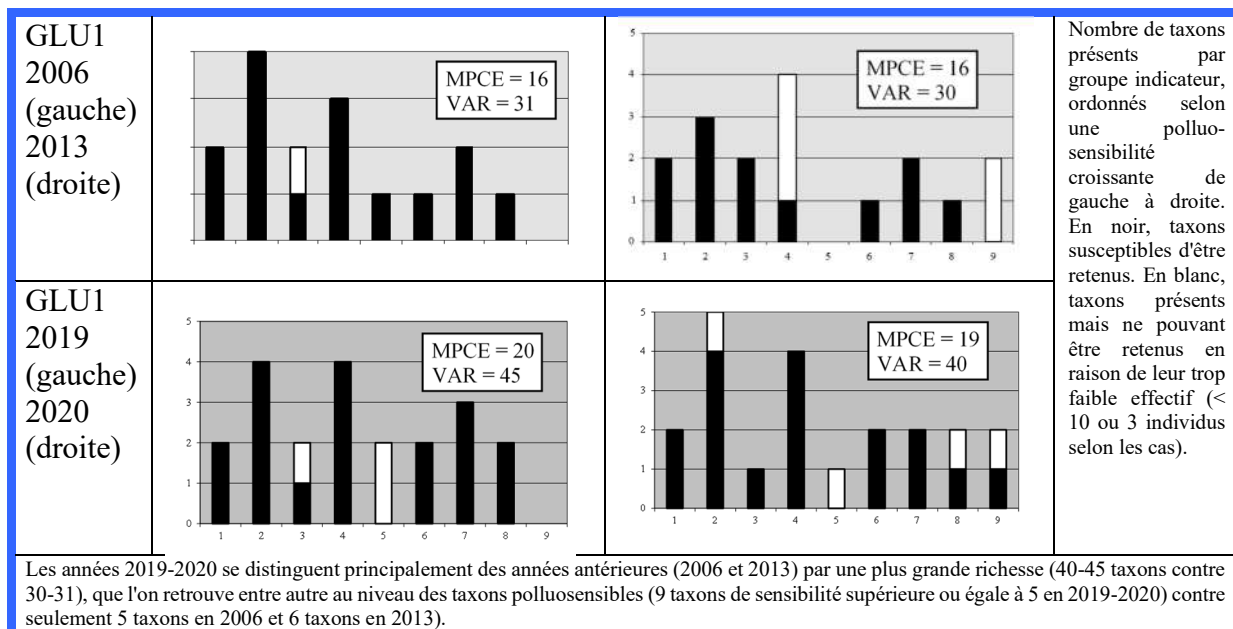 GLU1
2006
(gauche)
2013
(droite)
MPCE = 16
VAR = 31
5
4
3
2
1
0
MPCE = 16
VAR = 30
1 2 3 4 5 6 7 8 9
Nombre de taxons
présents par
groupe indicateur,
ordonnés selon
une polluo-
sensibilité
croissante de
gauche à droite.
En noir, taxons
susceptibles d'être
retenus. En blanc,
taxons présents
mais ne pouvant
être retenus en
raison de leur trop
faible effectif (<
10 ou 3 individus
selon les cas).
GLU1
2019
(gauche)
2020
(droite)
5
4
3
2
1
0
MPCE = 20
VAR = 45
1 2 3 4 5 6 7 8 9
5
4
3
2
1
0
MPCE = 19
VAR = 40
1 2 3 4 5 6 7 8 9
Les années 2019-2020 se distinguent principalement des années antérieures (2006 et 2013) par une plus grande richesse (40-45 taxons contre
30-31), que l'on retrouve entre autre au niveau des taxons polluosensibles (9 taxons de sensibilité supérieure ou égale à 5 en 2019-2020) contre
seulement 5 taxons en 2006 et 6 taxons en 2013).